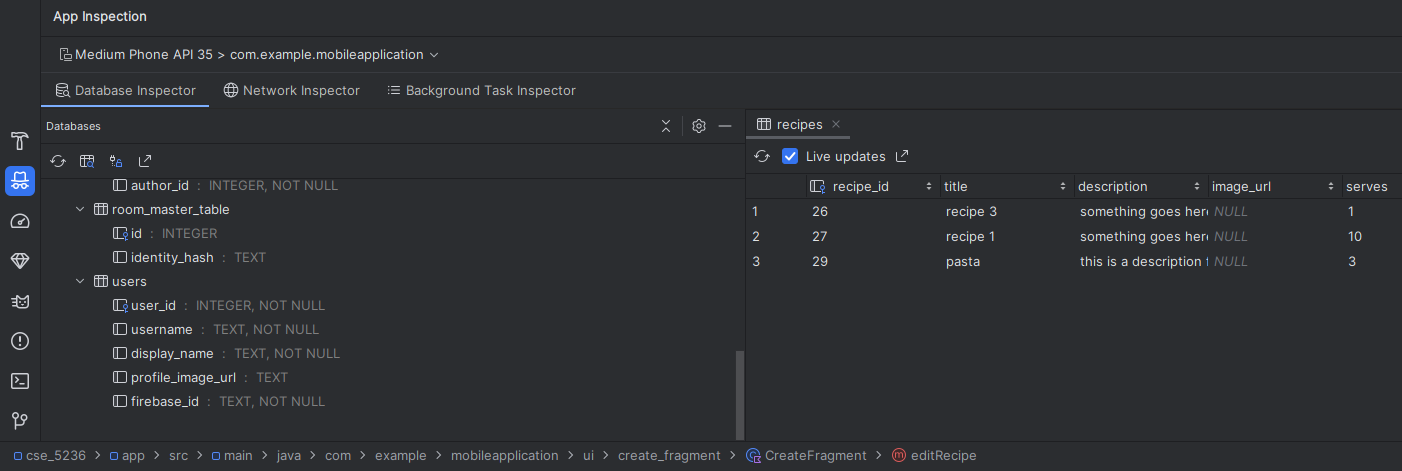 App Inspection
Medium Phone API 35 > com.example.mobileapplication
Database Inspector Network Inspector Background Task Inspector
Databases
author_id : INTEGER, NOT NULL
room_master_table
id : INTEGER
identity_hash : TEXT
users
user_id : INTEGER, NOT NULL
username : TEXT, NOT NULL
display_name : TEXT, NOT NULL
profile_image_url : TEXT
firebase_id : TEXT, NOT NULL
recipes
Live updates
recipe_id title description image_url serves
1 26 recipe 3 something goes here NULL 1
2 27 recipe 1 something goes here NULL 10
3 29 pasta this is a description NULL 3
cse_5236 > app > src > main > java > com > example > mobileapplication > ui > create_fragment > CreateFragment > editRecipe